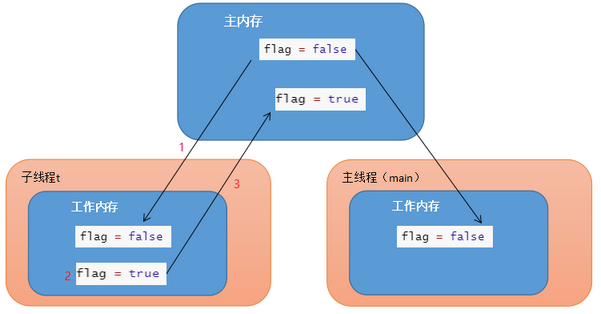 主内存
flag = false
flag = true
1
3
子线程t
工作内存
flag = false
2
flag = true
主线程（main）
工作内存
flag = false